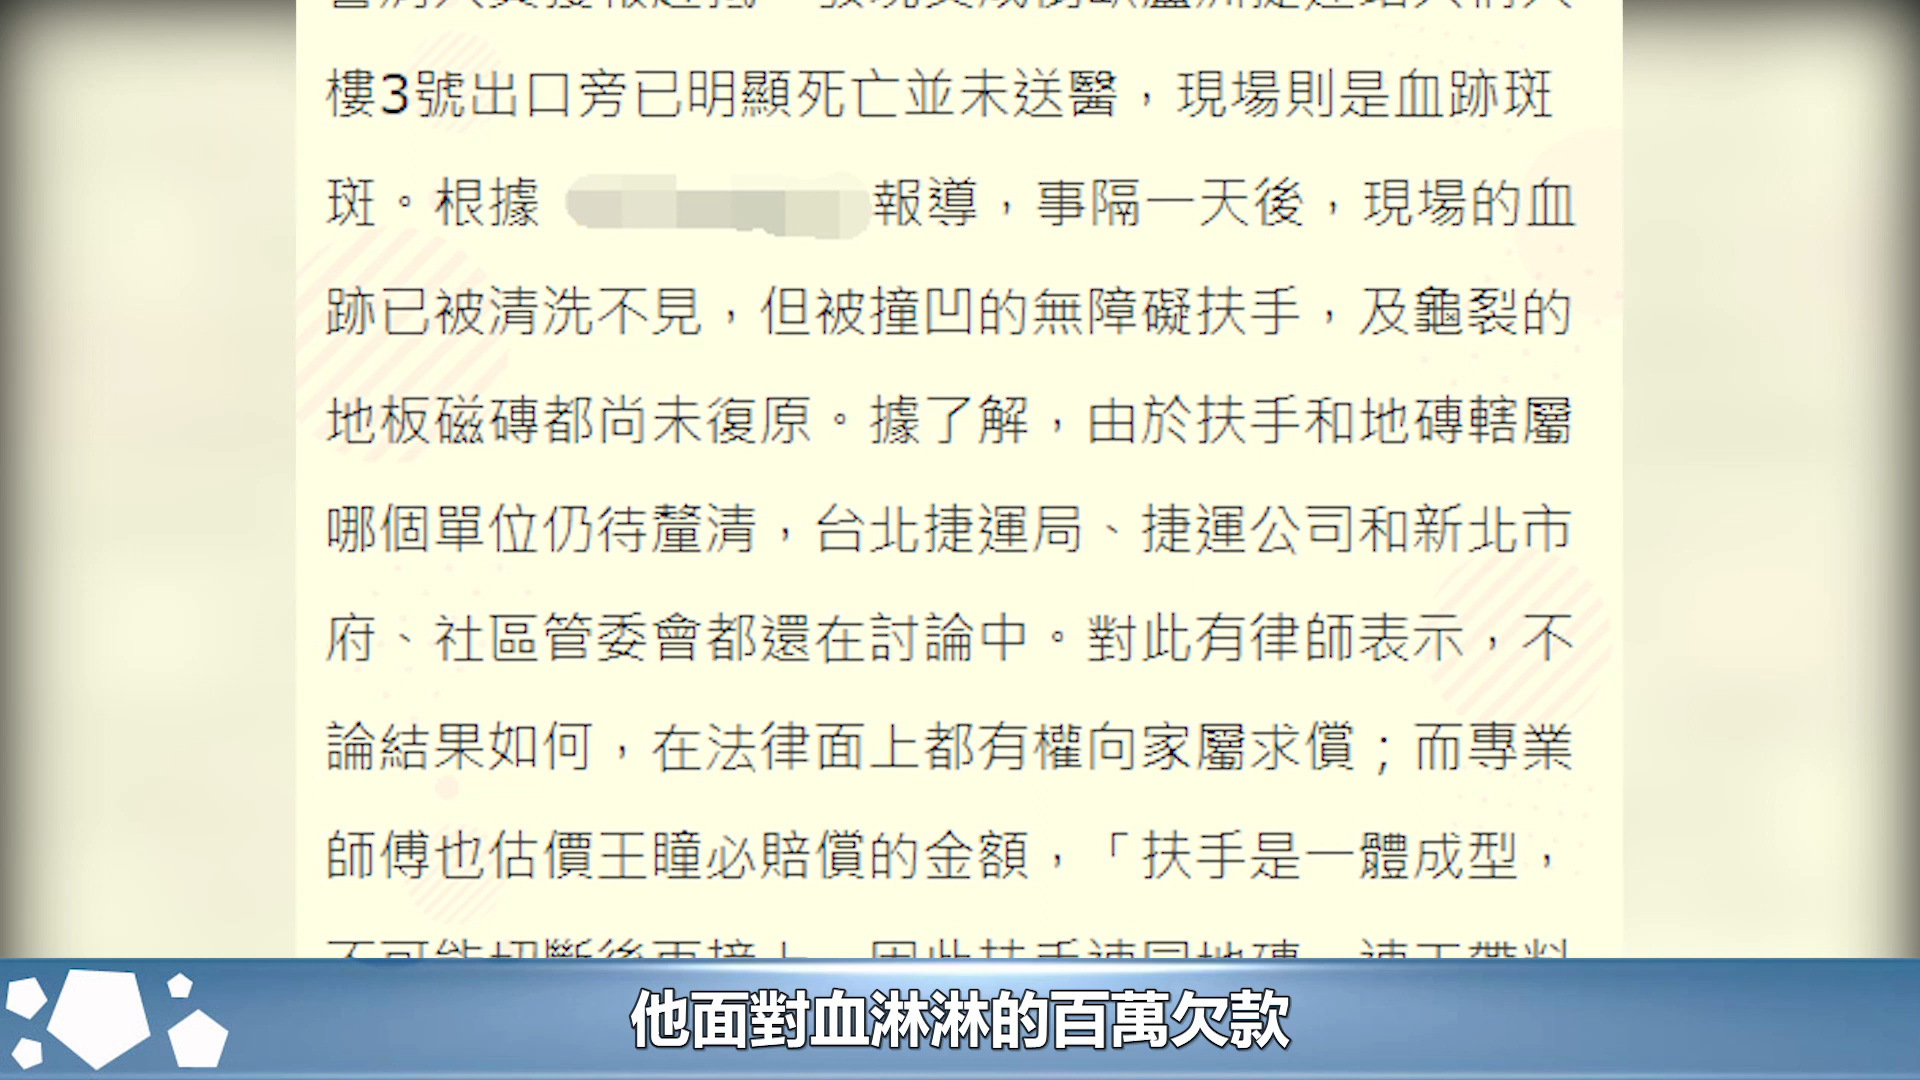 樓3號出口旁已明顯死亡並未送醫，現場則是血跡斑
斑。根據 報導，事隔一天後，現場的血
跡已被清洗不見，但被撞凹的無障礙扶手，及龜裂的
地板磁磚都尚未復原。據了解，由於扶手和地磚轄屬
哪個單位仍待釐清，台北捷運局、捷運公司和新北市
府、社區管委會都還在討論中。對此有律師表示，不
論結果如何，在法律面上都有權向家屬求償；而專業
師傅也估價王瞳必賠償的金額，「扶手是一體成型，
他面對血淋淋的百萬欠款